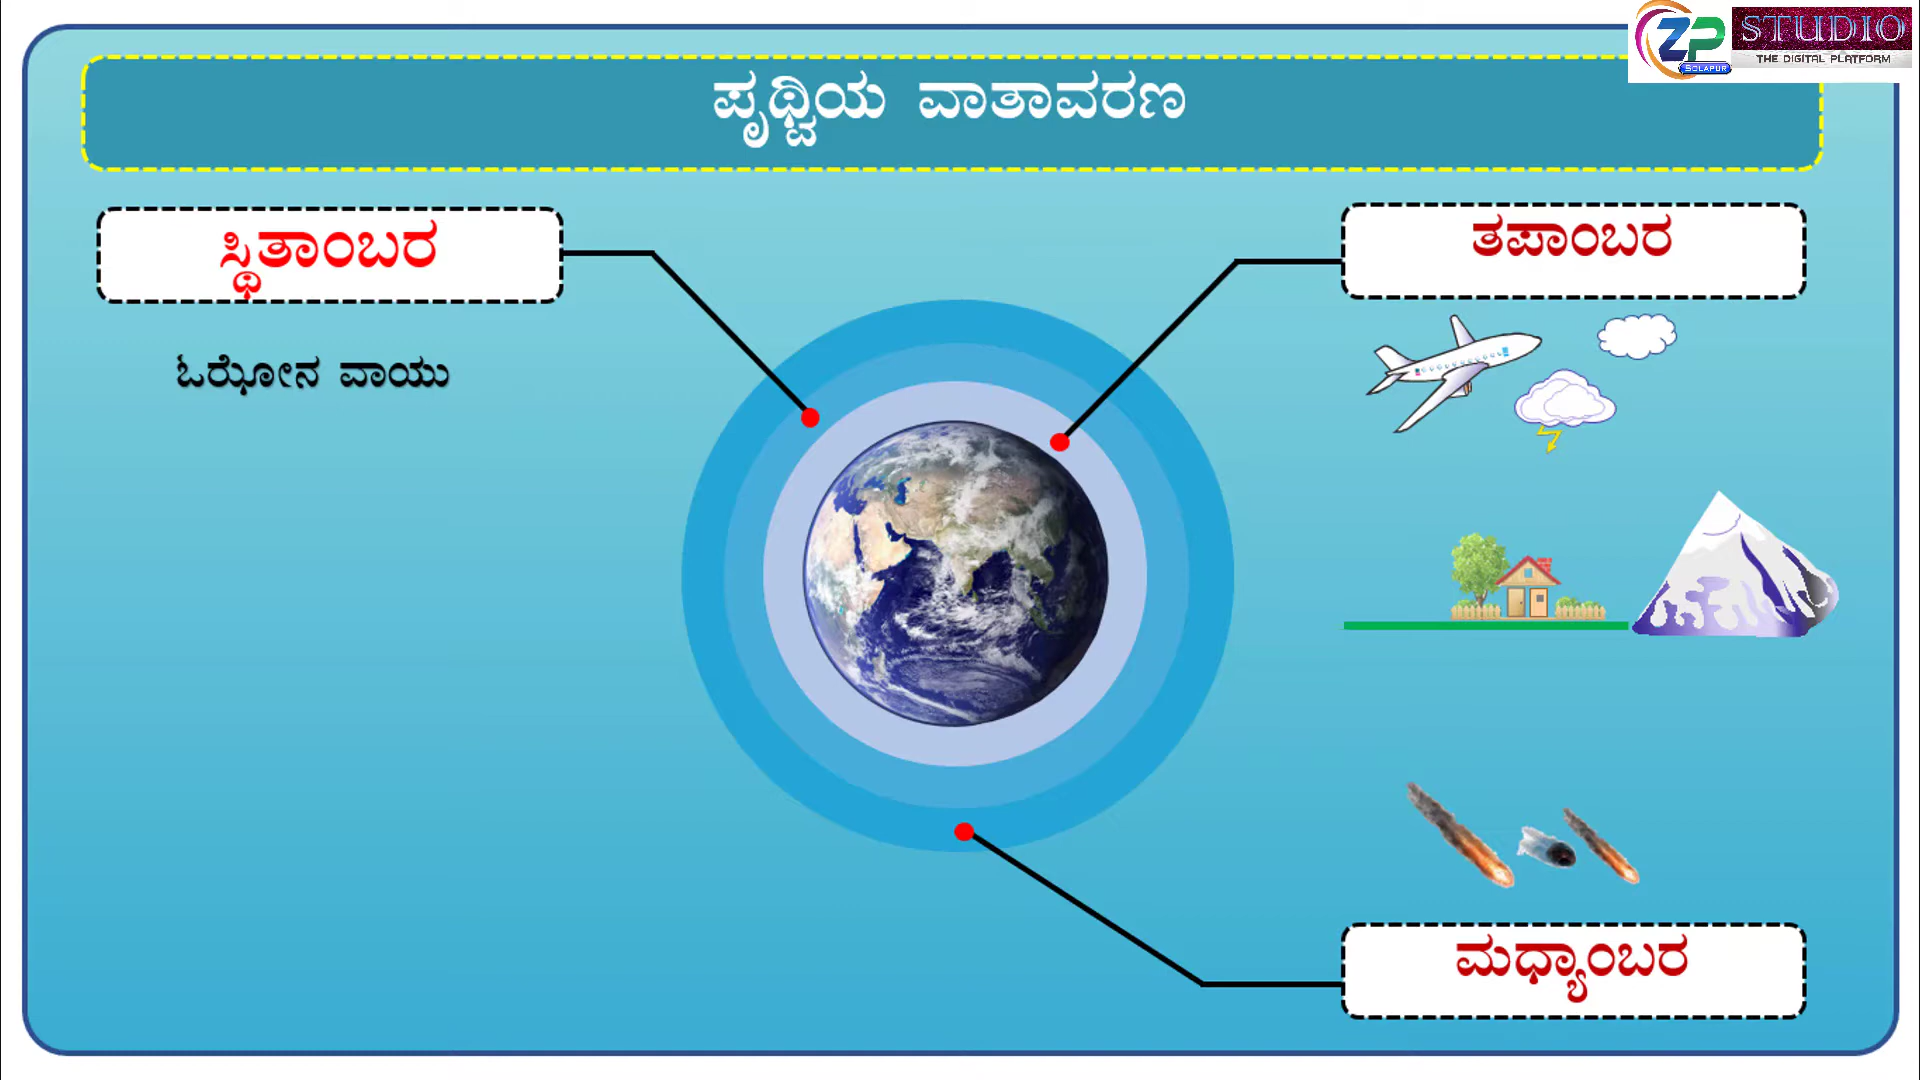 ZP STUDIO
SOLAPUR
THE DIGITAL PLATFORM
ಪೃಥ್ವಿಯ ವಾತಾವರಣ
ಸ್ಥಿತಾಂಬರ
ತಪಾಂಬರ
ಓಝೋನ ವಾಯು
ಮಧ್ಯಾಂಬರ